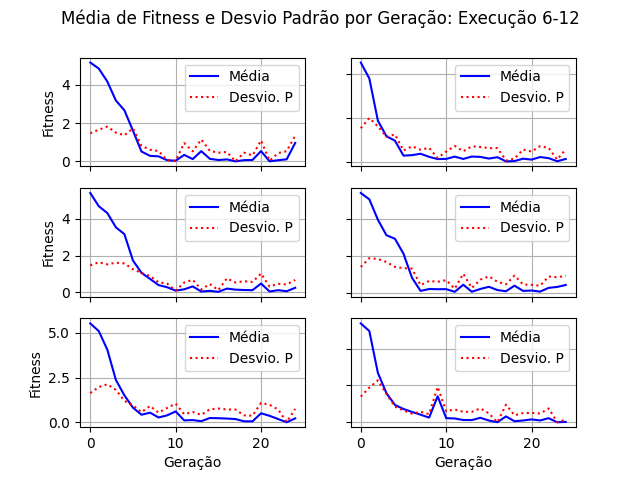 Média de Fitness e Desvio Padrão por Geração: Execução 6-12
Fitness
4
2
0
Média
Desvio. P
Média
Desvio. P
Fitness
4
2
0
Média
Desvio. P
Média
Desvio. P
Fitness
5.0
2.5
0.0
Média
Desvio. P
0 10 20
Geração
Média
Desvio. P
0 10 20
Geração